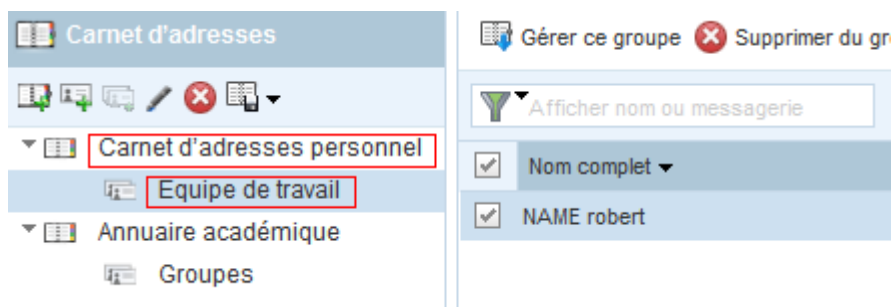 Carnet d'adresses
Gérer ce groupe Supprimer du gr
Afficher nom ou messagerie
Carnet d'adresses personnel
Equipe de travail
Annuaire académique
Groupes
Nom complet
NAME robert